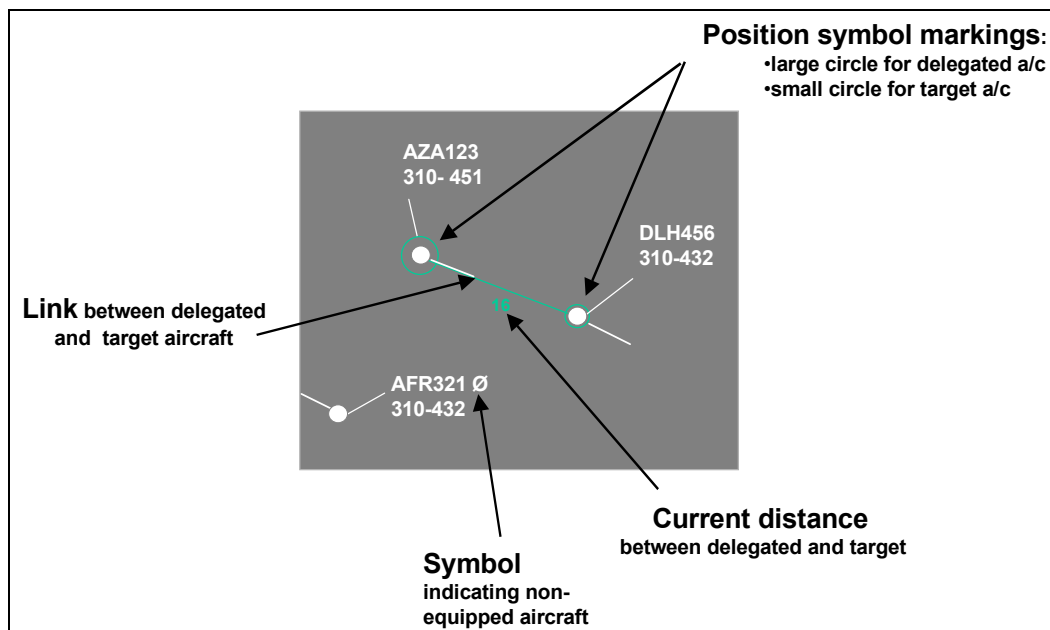 Position symbol markings:
•large circle for delegated a/c
•small circle for target a/c
AZA123
310- 451
DLH456
310-432
Link between delegated
and target aircraft
16
AFR321 Ø
310-432
Current distance
between delegated and target
Symbol
indicating non-
equipped aircraft